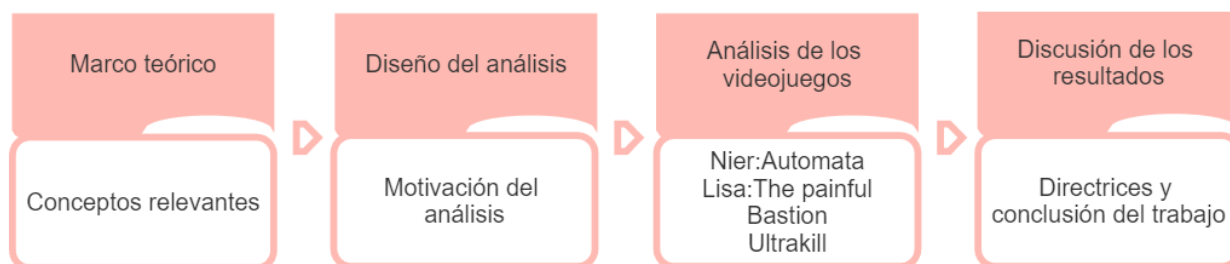 Marco teórico
Conceptos relevantes
Diseño del análisis
Motivación del
análisis
Análisis de los
videojuegos
Nier:Automata
Lisa:The painful
Bastion
Ultrakill
Discusión de los
resultados
Directrices y
conclusión del trabajo